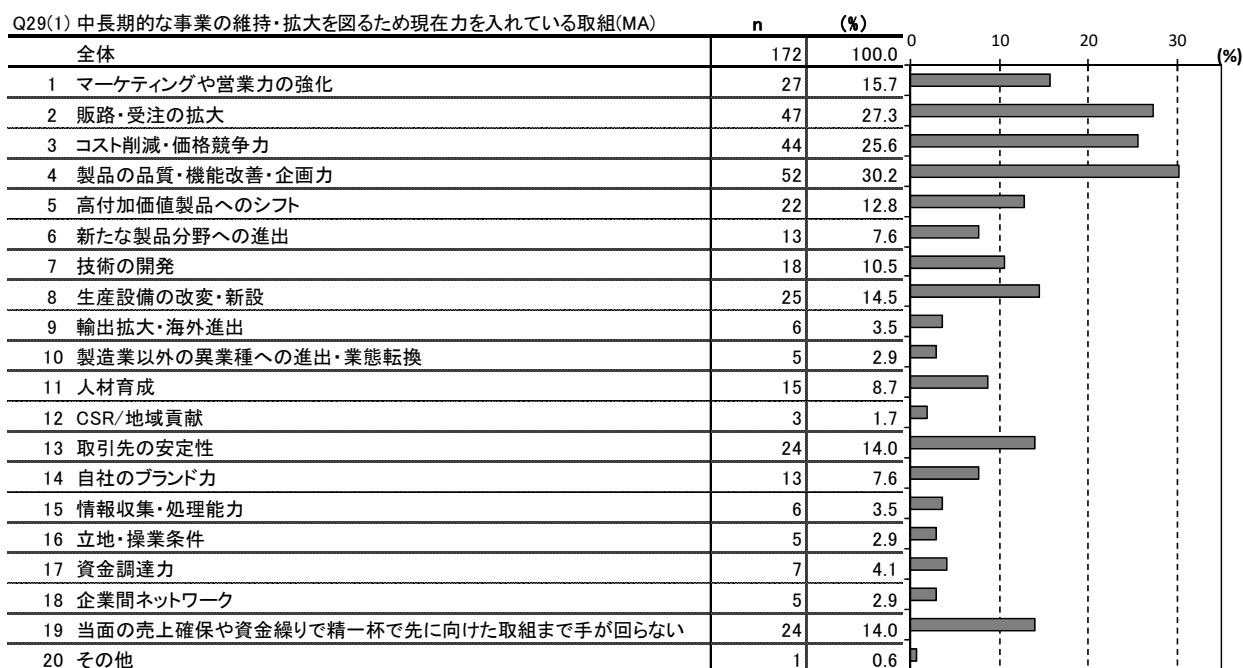 Q29(1) 中長期的な事業の維持・拡大を図るため現在力を入れている取組(MA) n (%)
0 10 20 30 (%)
全体 172 100.0
1 マーケティングや営業力の強化 27 15.7
2 販路・受注の拡大 47 27.3
3 コスト削減・価格競争力 44 25.6
4 製品の品質・機能改善・企画力 52 30.2
5 高付加価値製品へのシフト 22 12.8
6 新たな製品分野への進出 13 7.6
7 技術の開発 18 10.5
8 生産設備の改変・新設 25 14.5
9 輸出拡大・海外進出 6 3.5
10 製造業以外の異業種への進出・業態転換 5 2.9
11 人材育成 15 8.7
12 CSR/地域貢献 3 1.7
13 取引先の安定性 24 14.0
14 自社のブランド力 13 7.6
15 情報収集・処理能力 6 3.5
16 立地・操業条件 5 2.9
17 資金調達力 7 4.1
18 企業間ネットワーク 5 2.9
19 当面の売上確保や資金繰りで精一杯で先に向けた取組まで手が回らない 24 14.0
20 その他 1 0.6